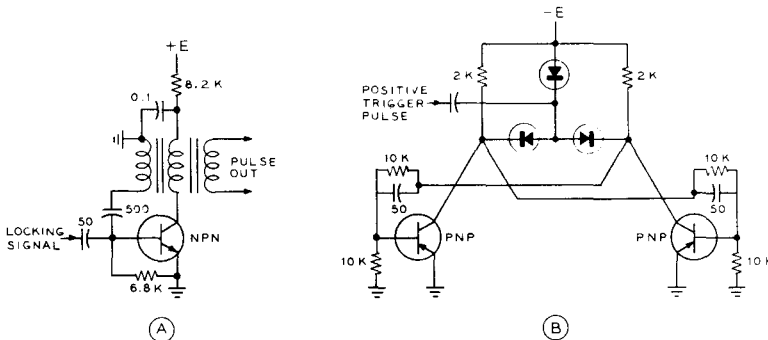 +E
8.2 K
0.1
PULSE
OUT
500
50
LOCKING
SIGNAL
NPN
6.8 K
A
-E
2 K
2 K
POSITIVE
TRIGGER
PULSE
10 K
50
PNP
10 K
10 K
50
PNP
10 K
B